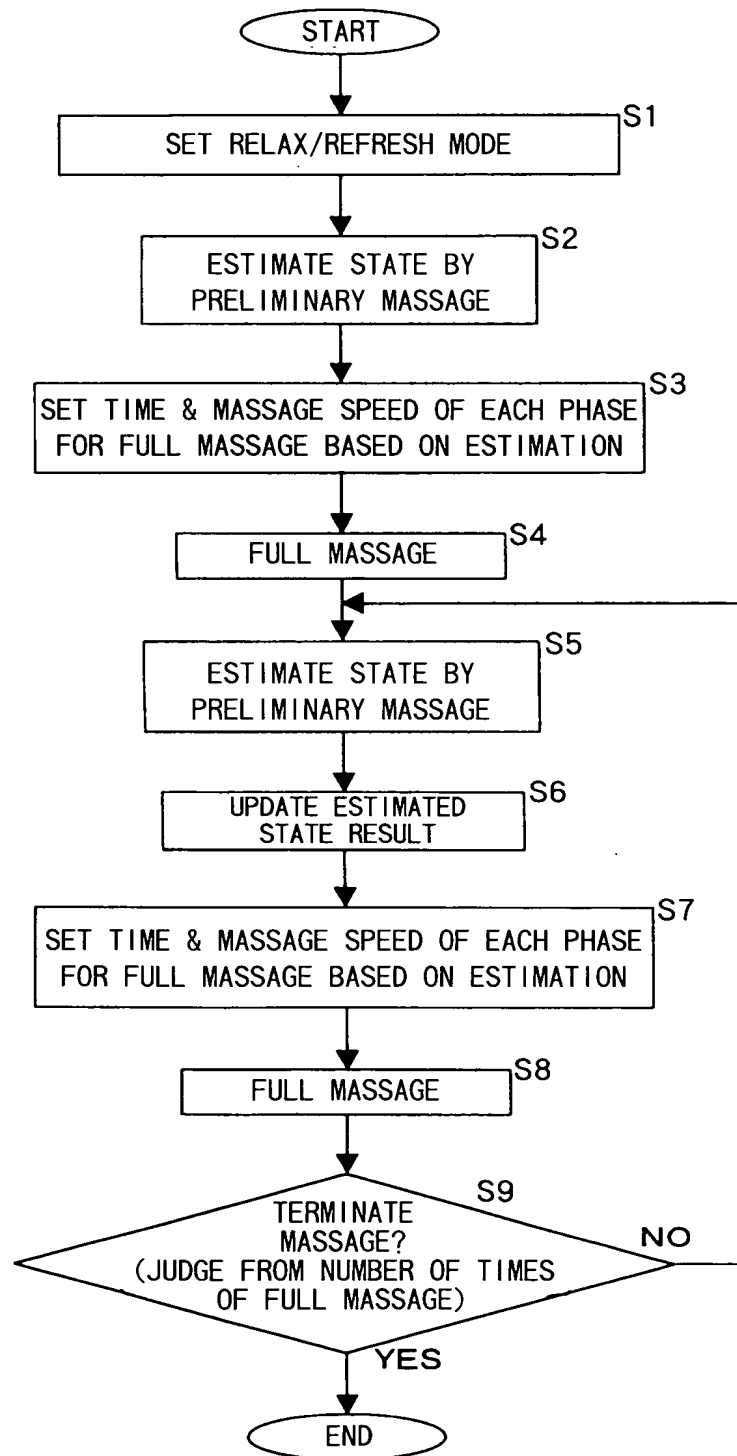 START
S1
SET RELAX/REFRESH MODE
S2
ESTIMATE STATE BY
PRELIMINARY MASSAGE
S3
SET TIME & MASSAGE SPEED OF EACH PHASE
FOR FULL MASSAGE BASED ON ESTIMATION
S4
FULL MASSAGE
S5
ESTIMATE STATE BY
PRELIMINARY MASSAGE
S6
UPDATE ESTIMATED
STATE RESULT
S7
SET TIME & MASSAGE SPEED OF EACH PHASE
FOR FULL MASSAGE BASED ON ESTIMATION
S8
FULL MASSAGE
S9
TERMINATE
MASSAGE?
(JUDGE FROM NUMBER OF TIMES
OF FULL MASSAGE)
NO
YES
END